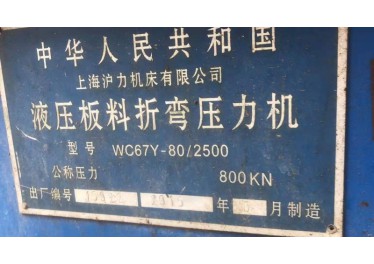 中华人民共和国
上海沪力机床有限公司
液压板料折弯压力机
型号 WC67Y-80/2500
公称压力 800KN
出厂编号 年 月制造